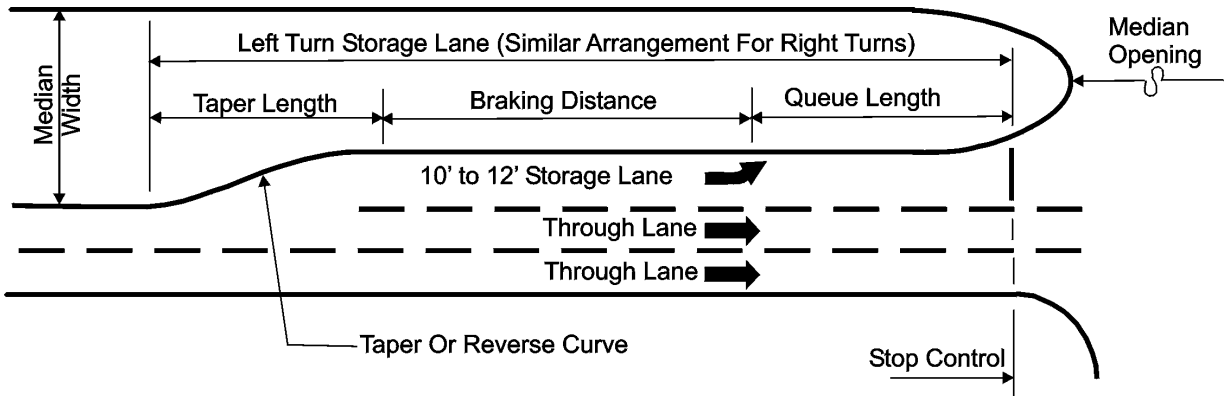 Left Turn Storage Lane (Similar Arrangement For Right Turns)
Median
Opening
Median
Width
Taper Length
Braking Distance
Queue Length
10’ to 12’ Storage Lane
Through Lane
Through Lane
Taper Or Reverse Curve
Stop Control